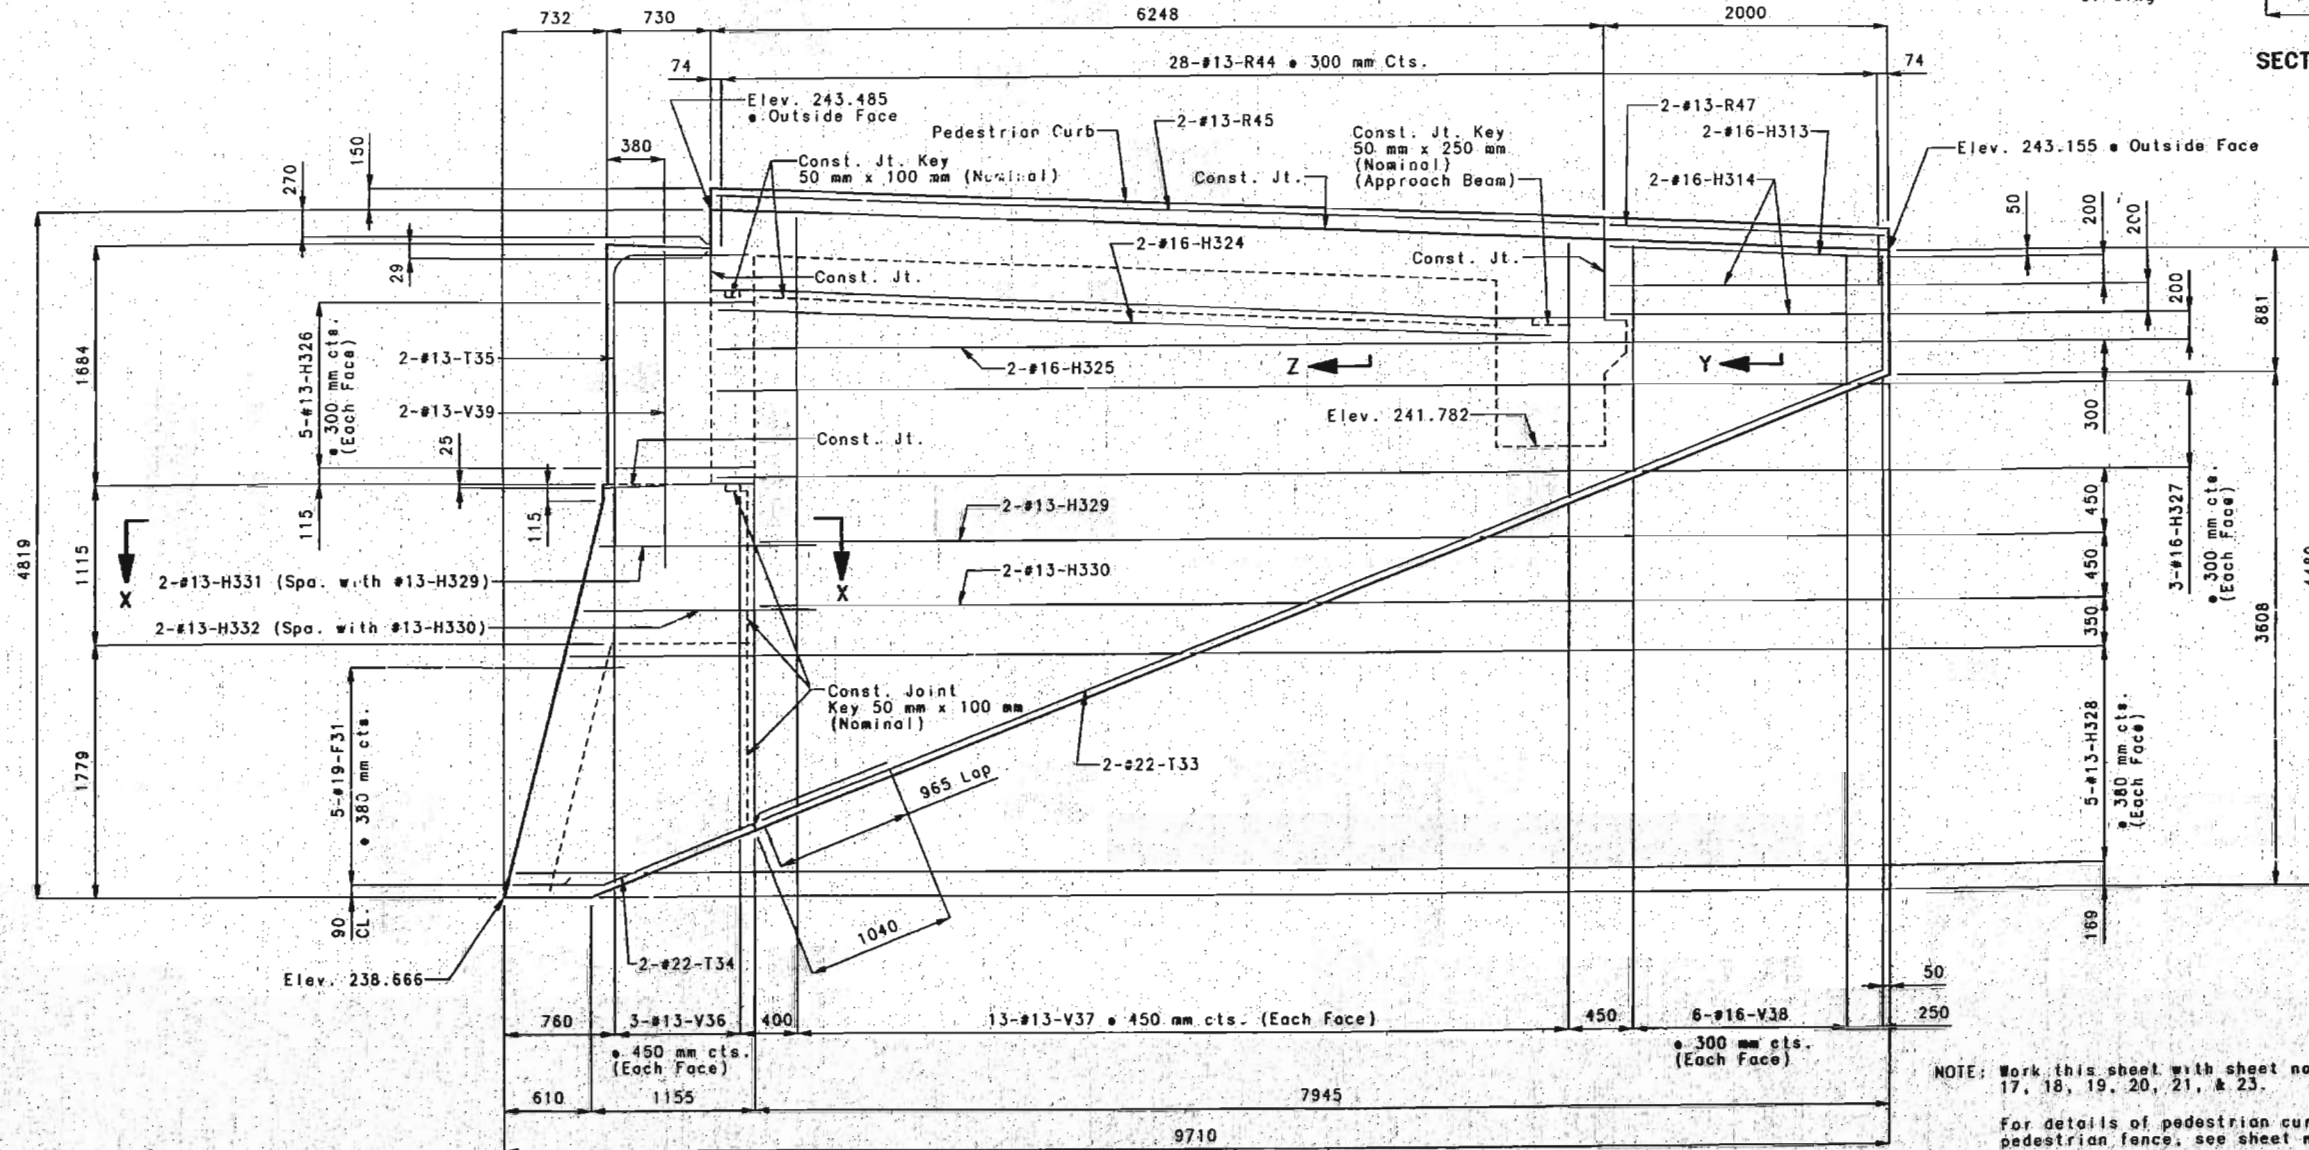 732
730
6248
2000
SECT
74
28-#13-R44 • 300 mm Cts.
74
Elev. 243.485
• Outside Face
Pedestrian Curb
2-#13-R45
Const. Jt. Key
50 mm x 250 mm
(Nominal)
(Approach Beam)
2-#13-R47
2-#16-H313
Elev. 243.155 • Outside Face
2-#16-H314
380
150
270
Const. Jt. Key
50 mm x 100 mm (Nominal)
Const. Jt.
50
200
200
200
29
2-#16-H324
Const. Jt.
Const. Jt.
881
1684
5-#13-H326
• 300 mm cts.
(Each Face)
2-#13-T35
2-#16-H325
Z
Y
2-#13-V39
Elev. 241.782
300
25
Const. Jt.
115
115
2-#13-H329
450
3-#16-H327
• 300 mm cts.
(Each Face)
4819
1115
X
X
2-#13-H331 (Spa. with #13-H329)
2-#13-H330
450
2-#13-H332 (Spa. with #13-H330)
350
3608
Const. Joint
Key 50 mm x 100 mm
(Nominal)
1779
5-#19-F31
• 380 mm cts.
2-#22-T33
5-#13-H328
• 380 mm cts.
(Each Face)
965 Lap
90
CL.
1040
169
2-#22-T34
Elev. 238.666
50
760
3-#13-V36
400
13-#13-V37 • 450 mm cts. (Each Face)
450
6-#16-V38
250
• 450 mm cts.
(Each Face)
• 300 mm cts.
(Each Face)
NOTE: Work this sheet with sheet
17, 18, 19, 20, 21, & 23.
610
1155
7945
For details of pedestrian
pedestrian fence, see sheet
9710